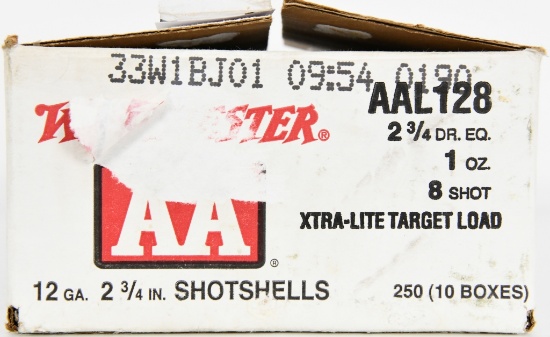 33W1BJ01 09:54 0190
AAL128
2 3/4 DR. EQ.
1 OZ.
8 SHOT
XTRA-LITE TARGET LOAD
AA®
12 GA. 2 3/4 IN. SHOTSHELLS
250 (10 BOXES)